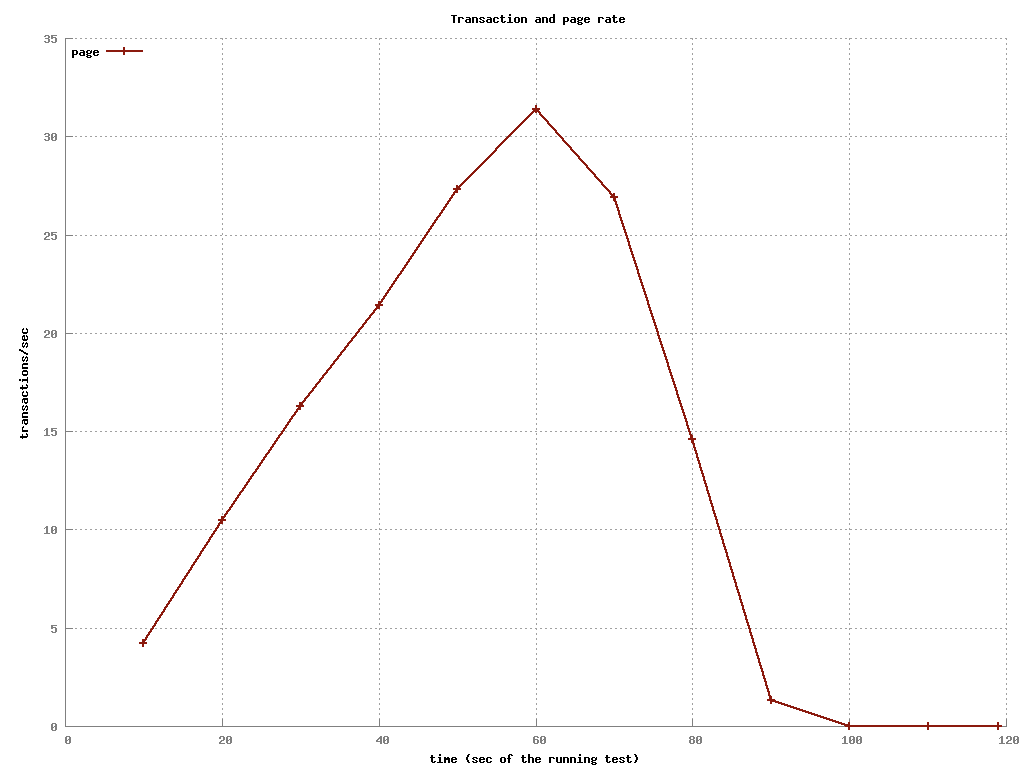 Transaction and page rate
35
page
30
25
20
transactions/sec
15
10
5
0
0 20 40 60 80 100 120
time (sec of the running test)